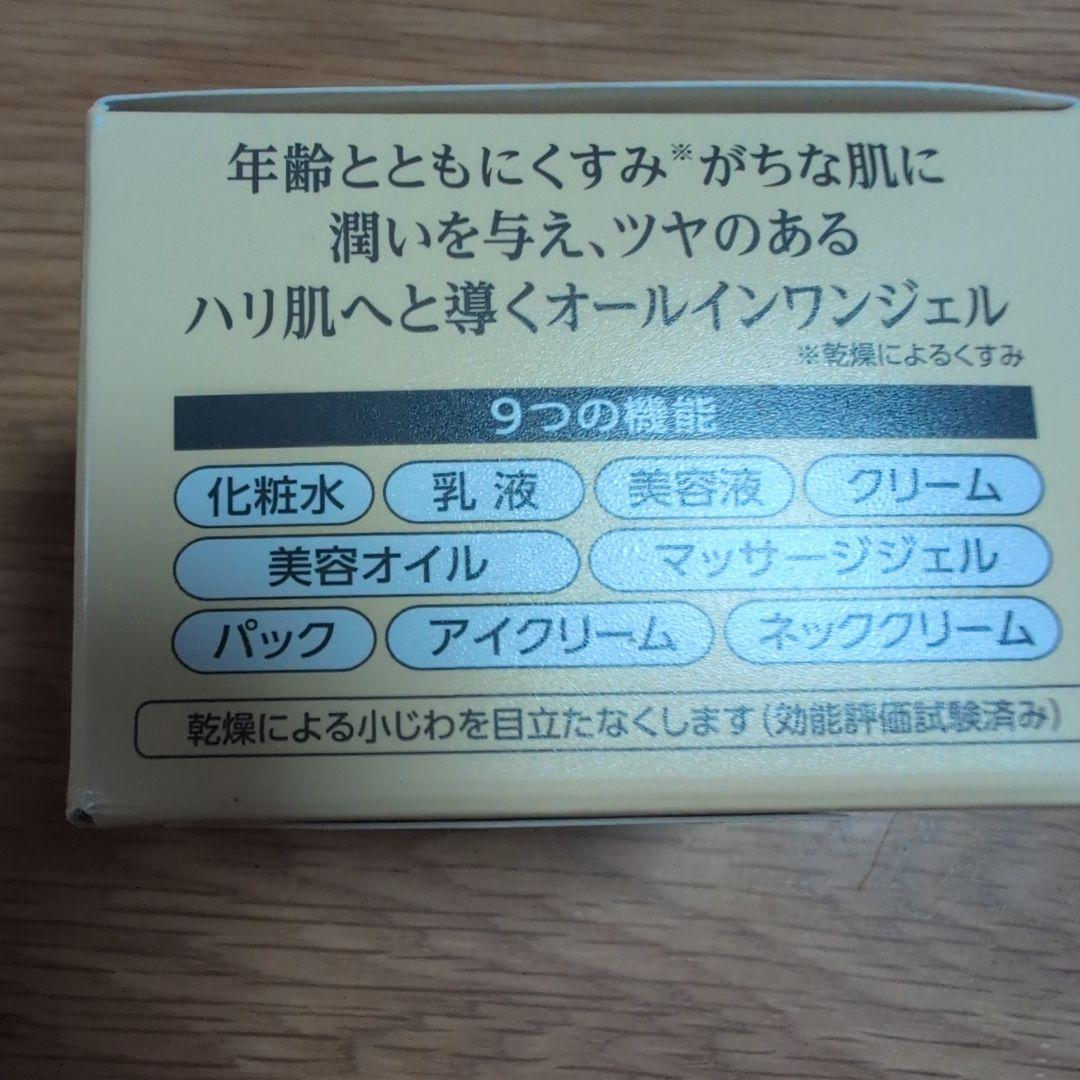 年齢とともにくすみ※がちな肌に
潤いを与え、ツヤのある
ハリ肌へと導くオールインワンジェル
※乾燥によるくすみ
9つの機能
化粧水 乳液 美容液 クリーム
美容オイル マッサージジェル
パック アイクリーム ネッククリーム
乾燥による小じわを目立たなくします(効能評価試験済み)